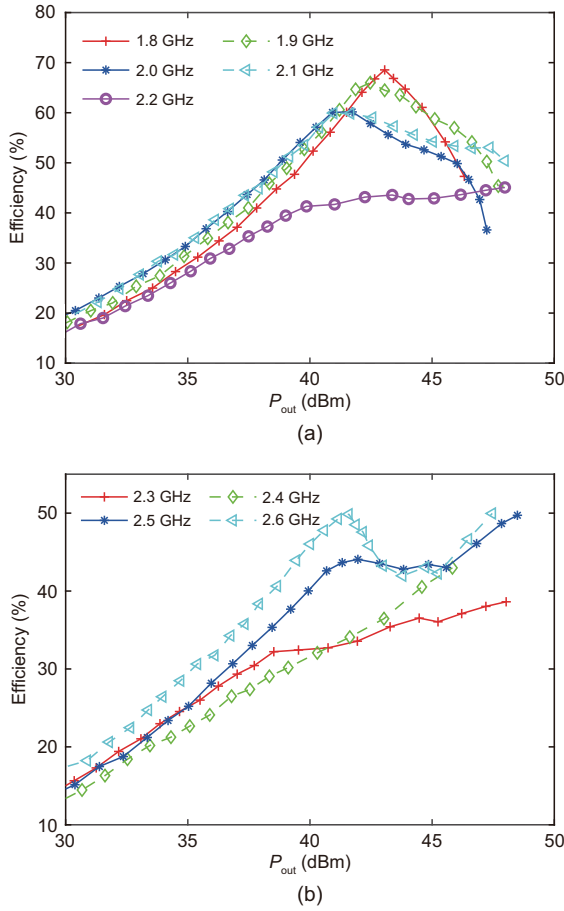 80
70
60
50
40
30
20
10
Efficiency (%)
1.8 GHz
1.9 GHz
2.0 GHz
2.1 GHz
2.2 GHz
30
35
40
45
50
Pout (dBm)
(a)
50
40
30
20
10
Efficiency (%)
2.3 GHz
2.4 GHz
2.5 GHz
2.6 GHz
30
35
40
45
50
Pout (dBm)
(b)